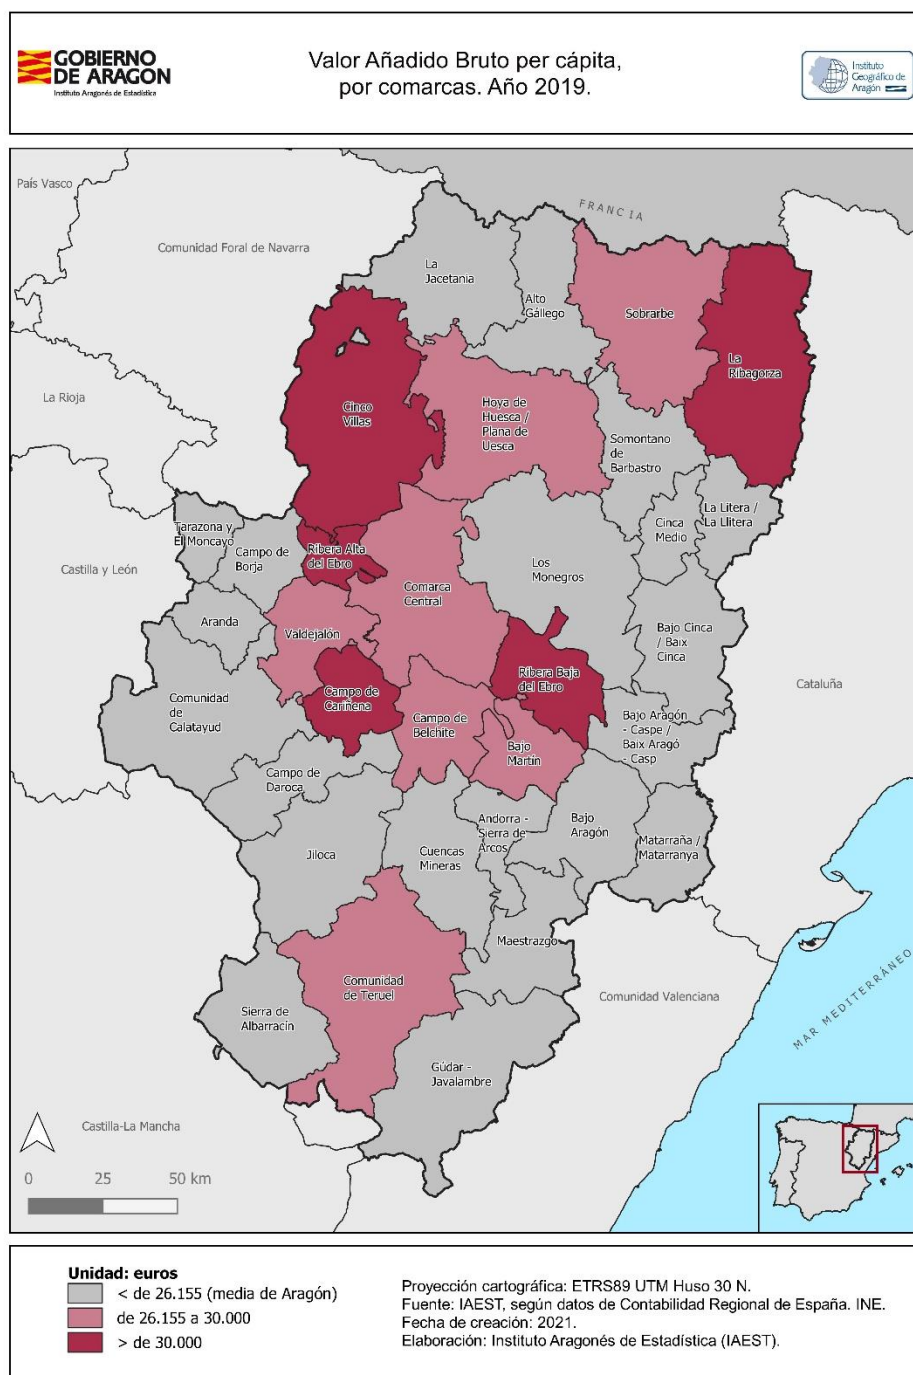 GOBIERNO
DE ARAGON
Instituto Aragonés de Estadística
Valor Añadido Bruto per cápita,
por comarcas. Año 2019.
Instituto
Geográfico de
Aragón
País Vasco
FRANCIA
Comunidad Foral de Navarra
La
Jacetania
Alto
Gállego
Sobrarbe
La
Ribagorza
La Rioja
Cinco
Villas
Hoya de
Huesca /
Plana de
Uesca
Somontano
de
Barbastro
La Litera /
La Llitera
Cinca
Medio
Tarazona y
El Moncayo
Campo de
Borja
Ribera Alta
del Ebro
Los
Monegros
Castilla y León
Comarca
Central
Aranda
Valdejalón
Bajo Cinca
/ Baix
Cinca
Ribera Baja
del Ebro
Cataluña
Comunidad
de
Calatayud
Campo de
Cariñena
Campo de
Belchite
Bajo
Martín
Bajo Aragón
- Caspe /
Baix Aragó
- Casp
Campo de
Daroca
Jiloca
Cuencas
Mineras
Andorra -
Sierra de
Arcos
Bajo
Aragón
Matarraña /
Matarranya
Maestrazgo
Comunidad
de Teruel
Comunidad Valenciana
MAR MEDITERRÁNEO
Sierra de
Albarracín
Gúdar -
Javalambre
Castilla-La Mancha
0 25 50 km
Unidad: euros
< de 26.155 (media de Aragón)
de 26.155 a 30.000
> de 30.000
Proyección cartográfica: ETRS89 UTM Huso 30 N.
Fuente: IAEST, según datos de Contabilidad Regional de España. INE.
Fecha de creación: 2021.
Elaboración: Instituto Aragonés de Estadística (IAEST).